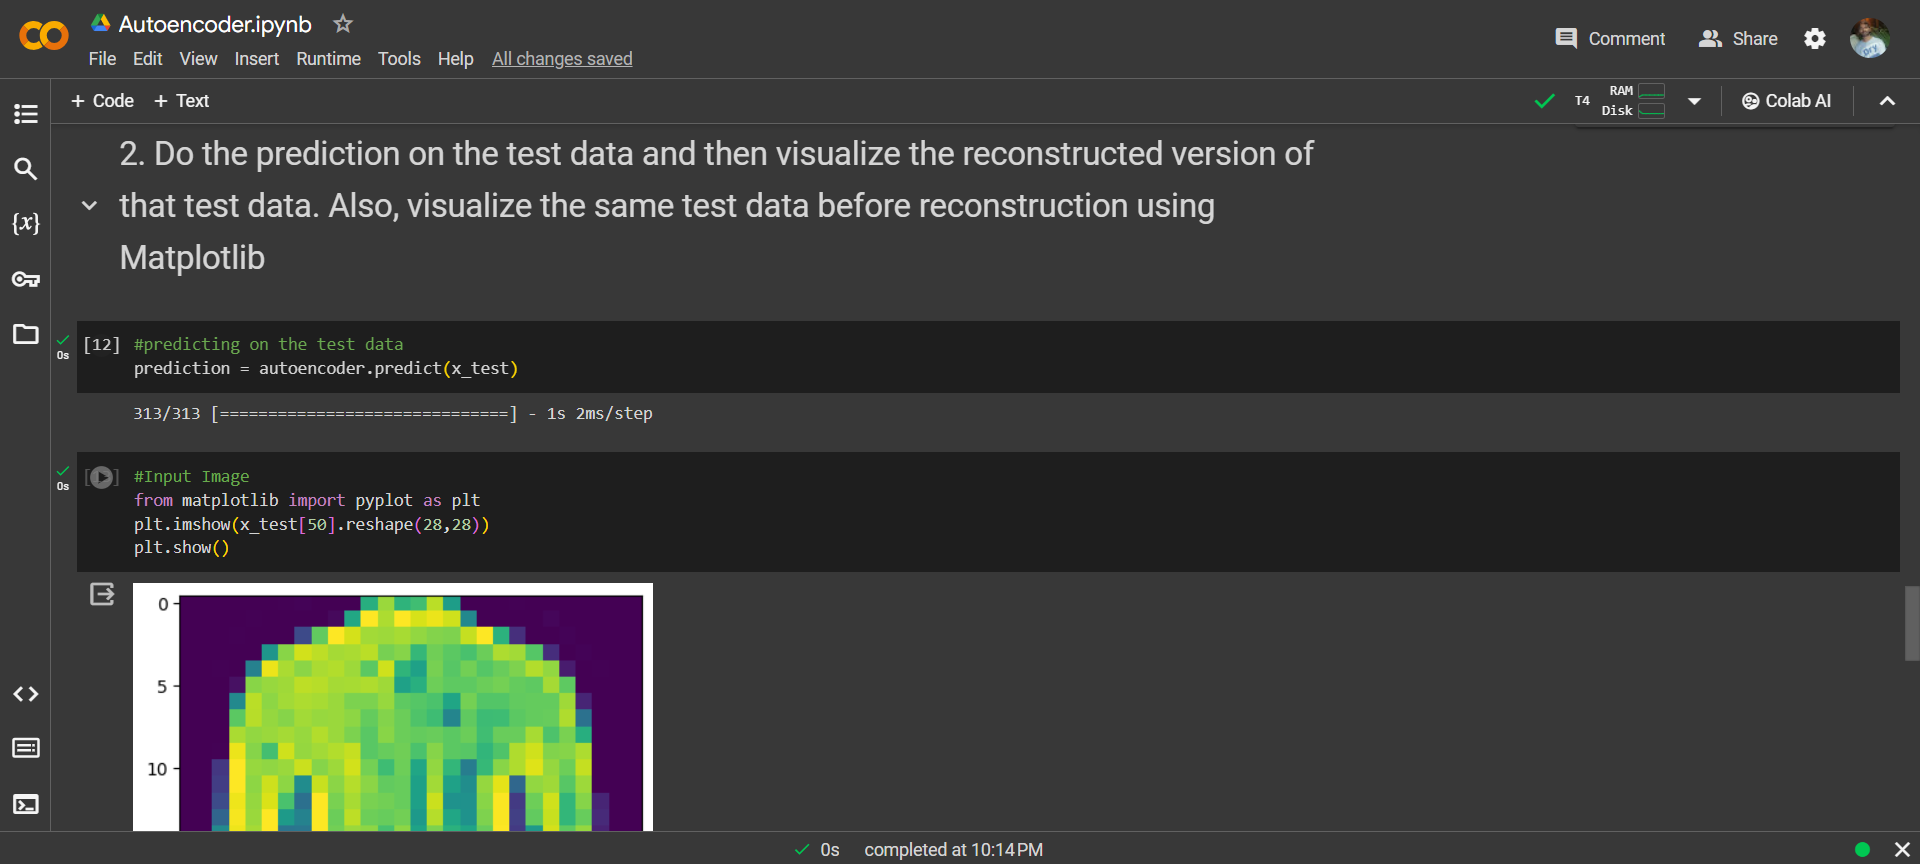 Autoencoder.ipynb
File Edit View Insert Runtime Tools Help All changes saved
Comment Share
+ Code + Text
T4 RAM Disk Colab AI
2. Do the prediction on the test data and then visualize the reconstructed version of
that test data. Also, visualize the same test data before reconstruction using
Matplotlib
{x}
0s
[12] #predicting on the test data
prediction = autoencoder.predict(x_test)
313/313 [==============================] - 1s 2ms/step
0s
#Input Image
from matplotlib import pyplot as plt
plt.imshow(x_test[50].reshape(28,28))
plt.show()
0
5
10
0s completed at 10:14 PM